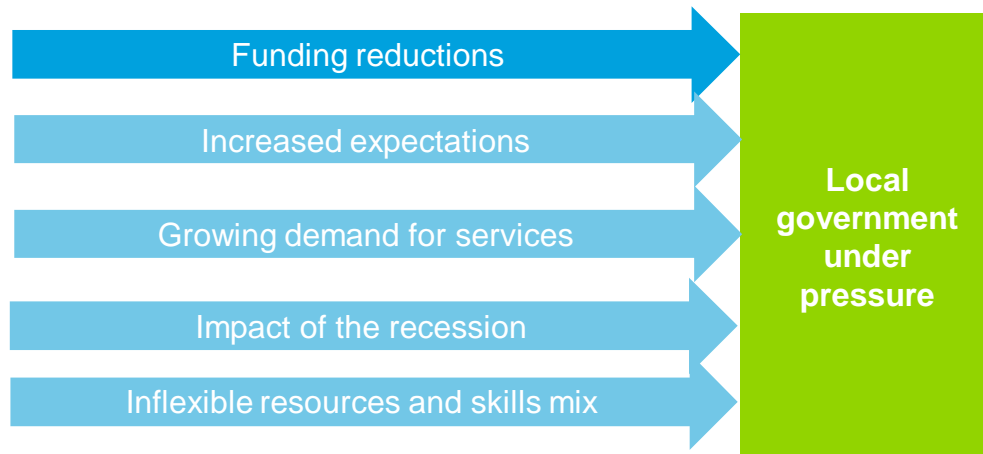 Funding reductions
Increased expectations
Growing demand for services
Impact of the recession
Inflexible resources and skills mix
Local
government
under
pressure